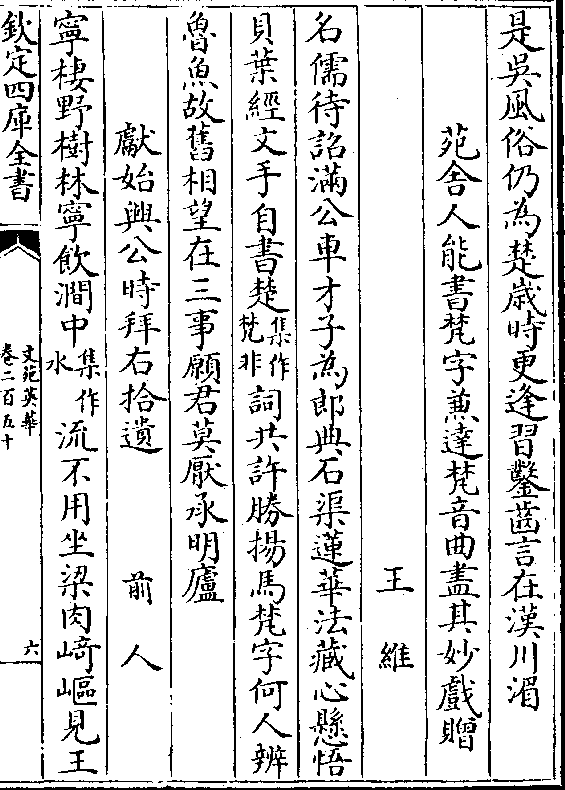 是吳風俗仍為楚歳時更逢習鑿齒言在漢川湄
苑舍人能書梵字兼達梵音曲盡其妙戲贈
王維
名儒待詔滿公車才子為郎典石渠蓮華法藏心懸悟
貝葉經文手自書楚集作梵非詞共許勝揚馬梵字何人辨
魯魚故舊相望在三事願君莫厭承明廬
獻始興公時拜右拾遺 前人
寧棲野樹林寧飲澗中集作水流不用坐梁肉崎嶇見王
欽定四庫全書
文苑英華
卷二百五十
六